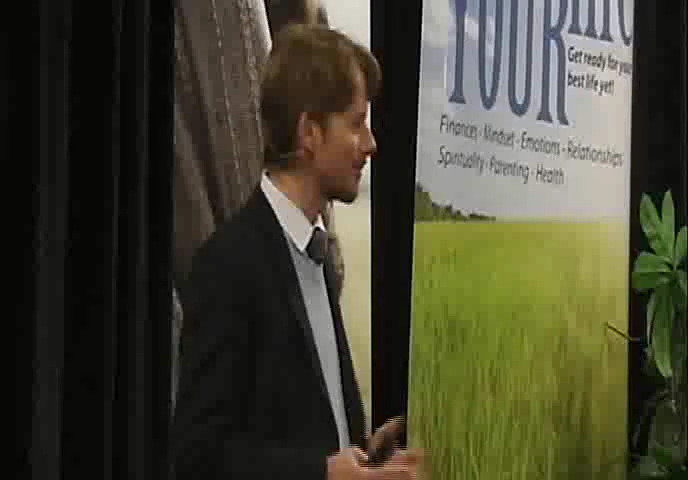 YOUR
Get ready for your
best life yet!
Finances - Mindset - Emotions - Relationships
Spirituality - Parenting - Health